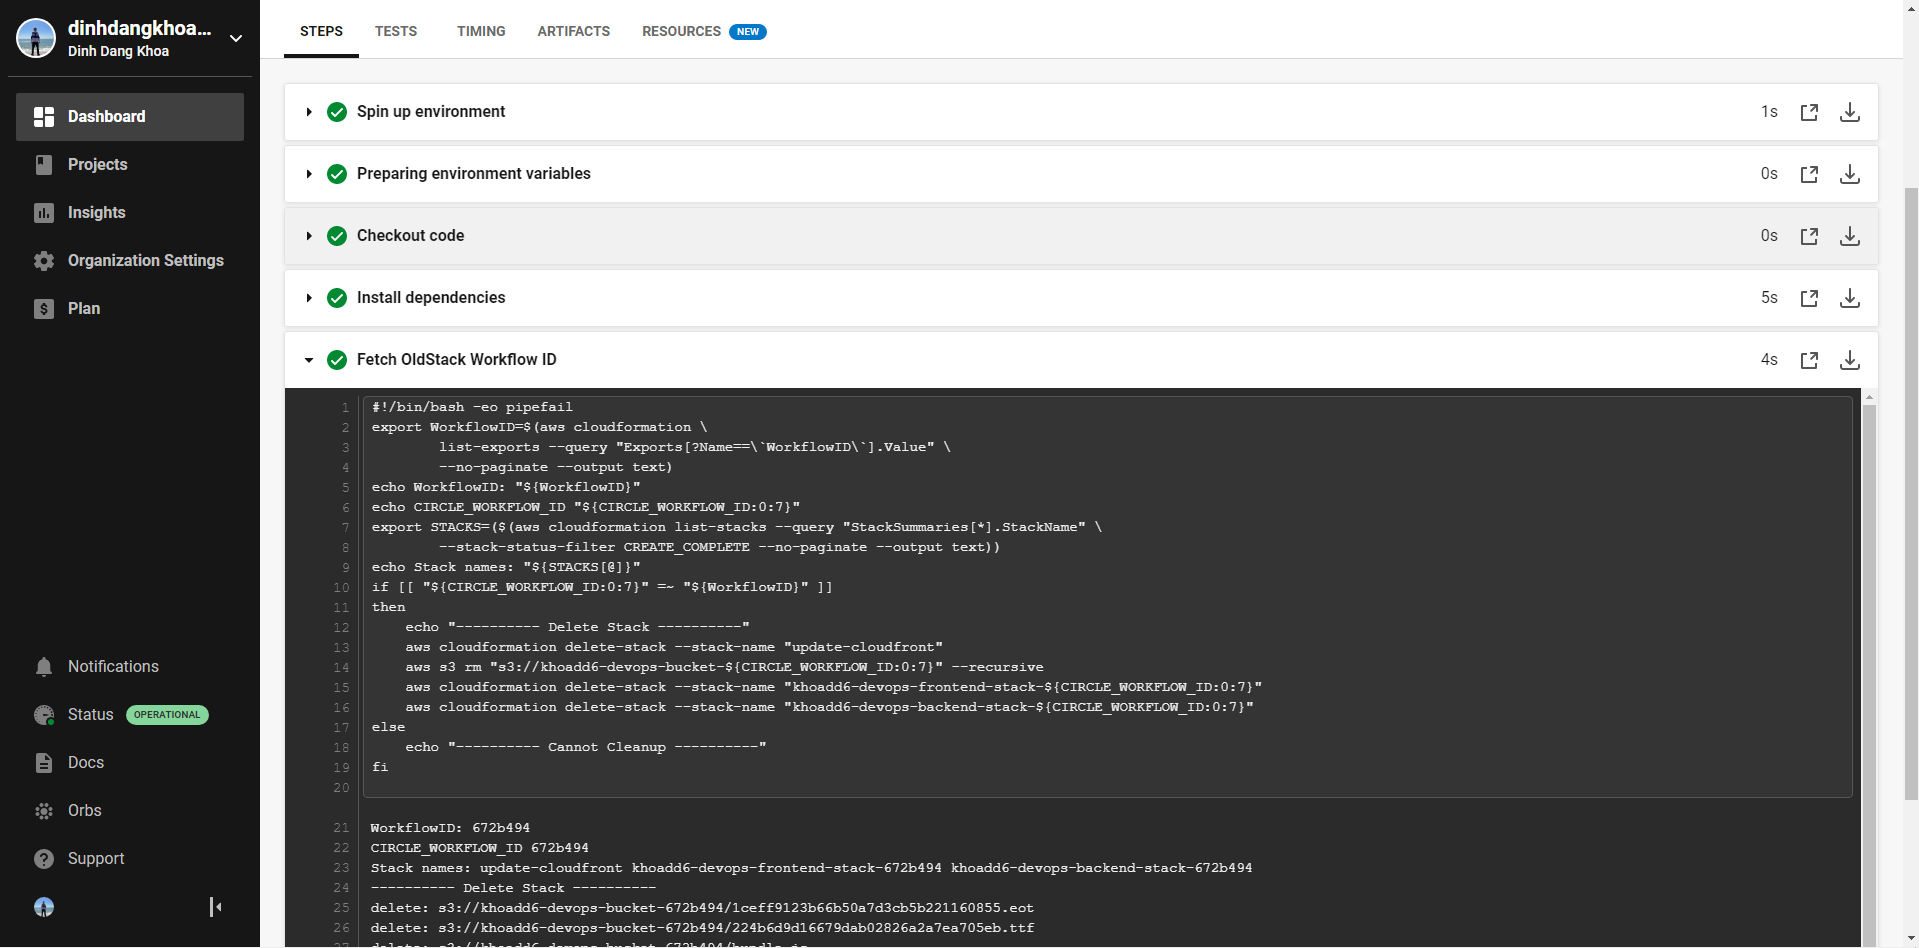 dinhdangkhoa...
Dinh Dang Khoa
Dashboard
Projects
Insights
Organization Settings
Plan
Notifications
Status OPERATIONAL
Docs
Orbs
Support
STEPS TESTS TIMING ARTIFACTS RESOURCES NEW
Spin up environment 1s
Preparing environment variables 0s
Checkout code 0s
Install dependencies 5s
Fetch OldStack Workflow ID 4s
1 #!/bin/bash -eo pipefail
2 export WorkflowID=$(aws cloudformation \
3 list-exports --query "Exports[?Name==\`WorkflowID\`].Value" \
4 --no-paginate --output text)
5 echo WorkflowID: "${WorkflowID}"
6 echo CIRCLE_WORKFLOW_ID "${CIRCLE_WORKFLOW_ID:0:7}"
7 export STACKS=($(aws cloudformation list-stacks --query "StackSummaries[*].StackName" \
8 --stack-status-filter CREATE_COMPLETE --no-paginate --output text))
9 echo Stack names: "${STACKS[@]}"
10 if [[ "${CIRCLE_WORKFLOW_ID:0:7}" =~ "${WorkflowID}" ]]
11 then
12 echo "---------- Delete Stack ----------"
13 aws cloudformation delete-stack --stack-name "update-cloudfront"
14 aws s3 rm "s3://khoadd6-devops-bucket-${CIRCLE_WORKFLOW_ID:0:7}" --recursive
15 aws cloudformation delete-stack --stack-name "khoadd6-devops-frontend-stack-${CIRCLE_WORKFLOW_ID:0:7}"
16 aws cloudformation delete-stack --stack-name "khoadd6-devops-backend-stack-${CIRCLE_WORKFLOW_ID:0:7}"
17 else
18 echo "---------- Cannot Cleanup ----------"
19 fi
20
21 WorkflowID: 672b494
22 CIRCLE_WORKFLOW_ID 672b494
23 Stack names: update-cloudfront khoadd6-devops-frontend-stack-672b494 khoadd6-devops-backend-stack-672b494
24 ---------- Delete Stack ----------
25 delete: s3://khoadd6-devops-bucket-672b494/1ceff9123b66b50a7d3cb5b221160855.eot
26 delete: s3://khoadd6-devops-bucket-672b494/224b6d9d16679dab02826a2a7ea705eb.ttf